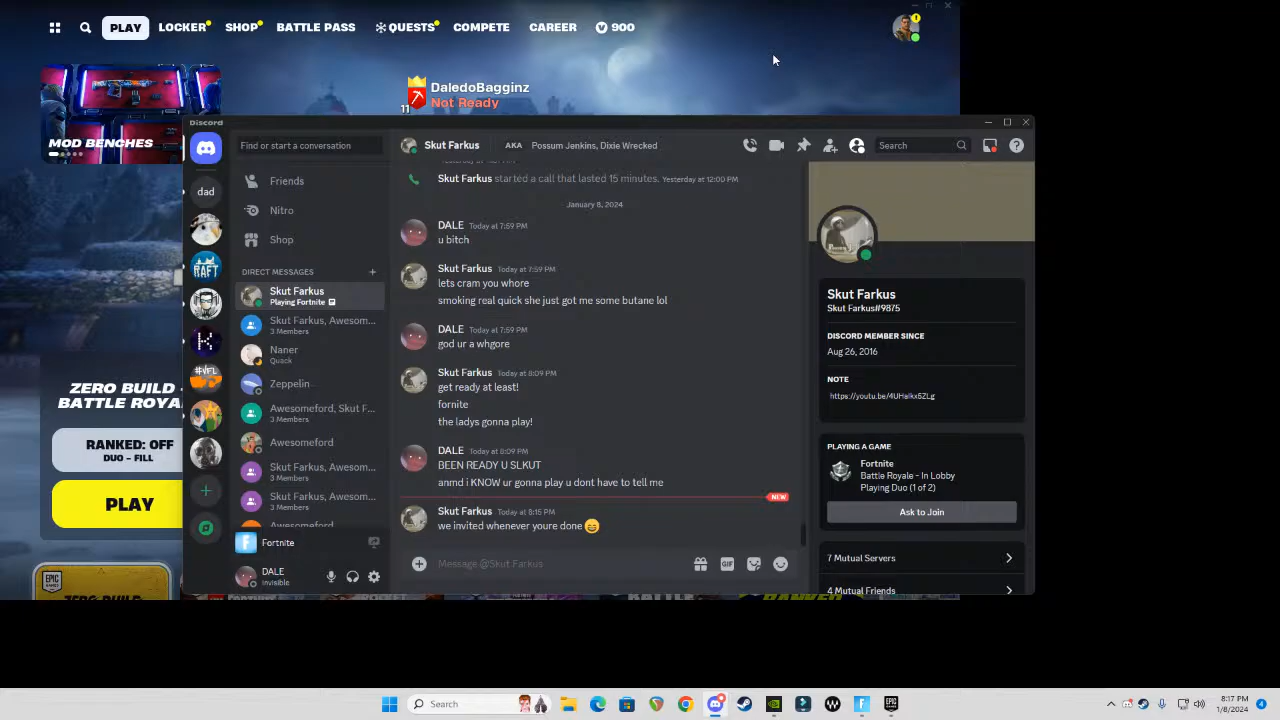 PLAY
LOCKER
SHOP
BATTLE PASS
QUESTS
COMPETE
CAREER
V 900
DaledoBagginz
Not Ready
11
MOD BENCHES
ZERO BUILD -
BATTLE ROYA
RANKED: OFF
DUO - FILL
PLAY
Discord
Find or start a conversation
Skut Farkus
AKA
Possum Jenkins, Dixie Wrecked
Search
dad
RAFT
#VFL
Friends
Nitro
Shop
DIRECT MESSAGES
Skut Farkus
Playing Fortnite
Skut Farkus, Awesom...
3 Members
Naner
Quack
Zeppelin
Awesomeford, Skut F...
3 Members
Awesomeford
Skut Farkus, Awesom...
3 Members
Skut Farkus, Awesom...
3 Members
Awesomeford
Fortnite
DALE
Invisible
Skut Farkus started a call that lasted 15 minutes. Yesterday at 12:00 PM
January 8, 2024
DALE Today at 7:59 PM
u bitch
Skut Farkus Today at 7:59 PM
lets cram you whore
smoking real quick she just got me some butane lol
DALE Today at 7:59 PM
god ur a whgore
Skut Farkus Today at 8:09 PM
get ready at least!
fornite
the ladys gonna play!
DALE Today at 8:09 PM
BEEN READY U SLKUT
anmd i KNOW ur gonna play u dont have to tell me
NEW
Skut Farkus Today at 8:15 PM
we invited whenever youre done 😄
Message @Skut Farkus
GIF
Skut Farkus
Skut Farkus#9875
DISCORD MEMBER SINCE
Aug 26, 2016
NOTE
PLAYING A GAME
Fortnite
Battle Royale - In Lobby
Playing Duo (1 of 2)
Ask to Join
7 Mutual Servers
4 Mutual Friends
Search
8:17 PM
1/8/2024